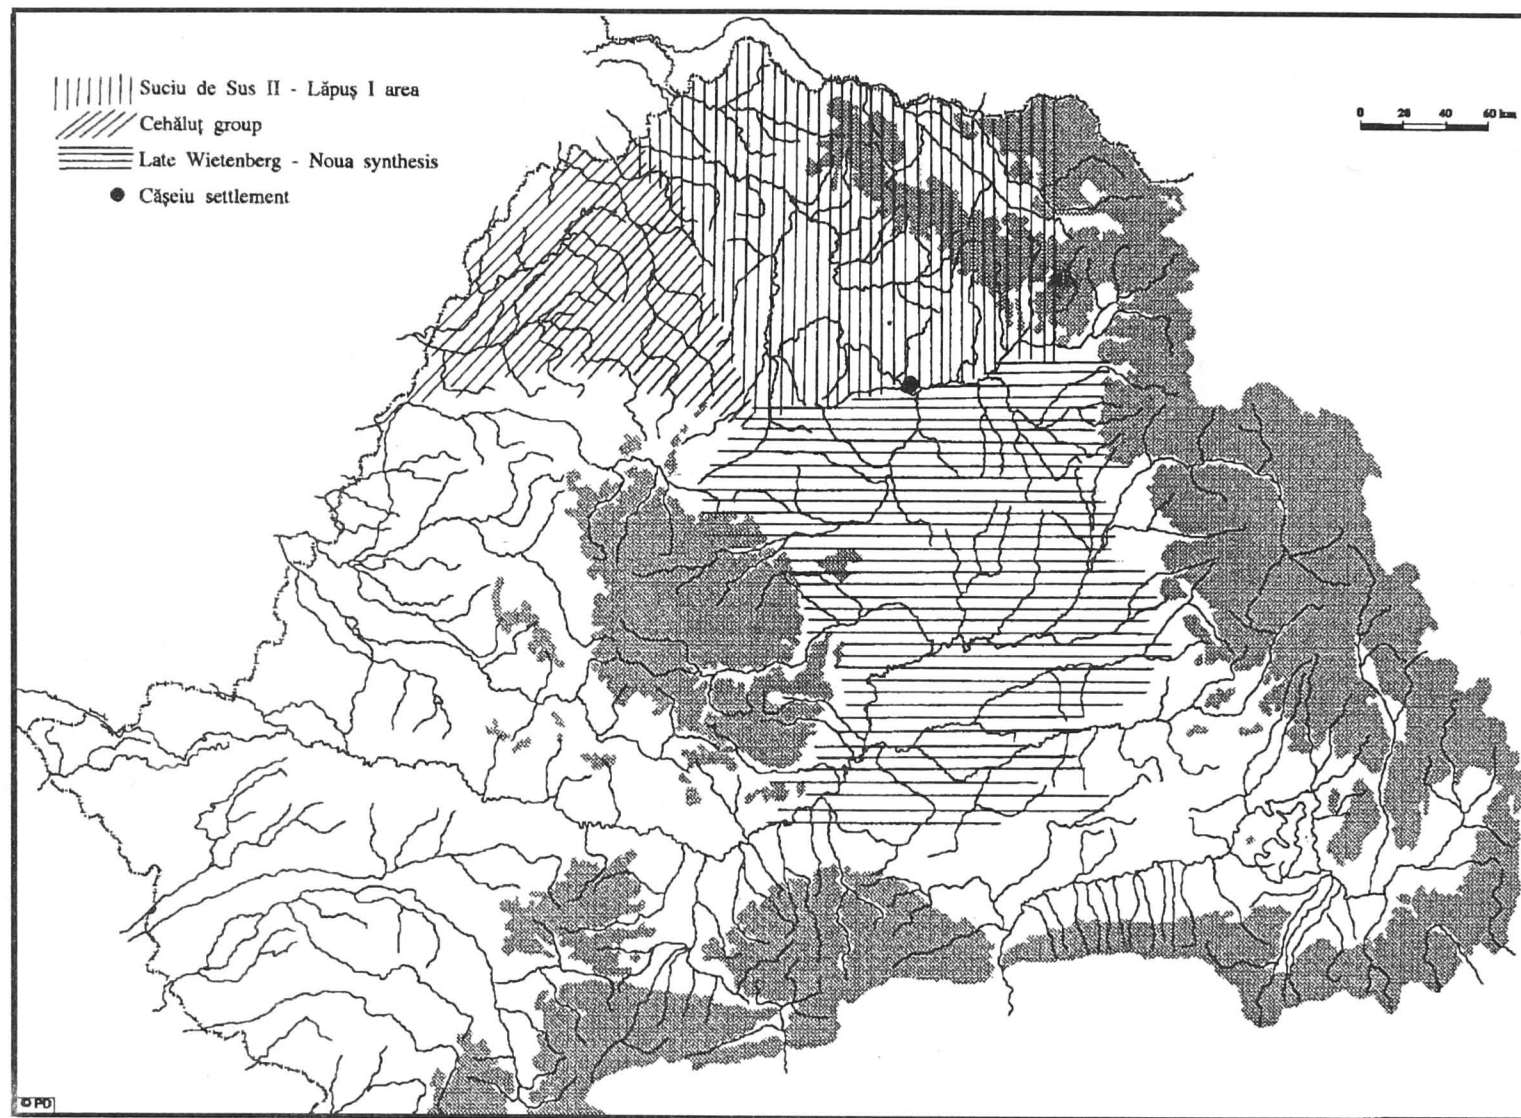 Suciu de Sus II - Lăpuş I area
Cehăluţ group
Late Wietenberg - Noua synthesis
Căşeiu settlement
0 20 40 60 km
© PD